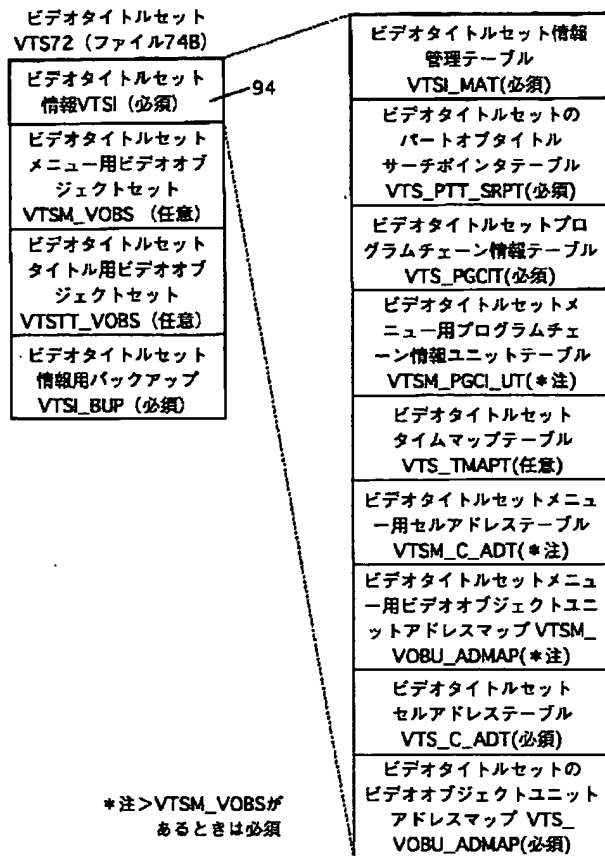 ビデオタイトルセット
VTS72（ファイル74B）
ビデオタイトルセット
情報VTSI（必須）
94
ビデオタイトルセット
メニュー用ビデオオブ
ジェクトセット
VTSM_VOBS（任意）
ビデオタイトルセット
タイトル用ビデオオブ
ジェクトセット
VTSTT_VOBS（任意）
ビデオタイトルセット
情報用バックアップ
VTSI_BUP（必須）
ビデオタイトルセット情報
管理テーブル
VTSI_MAT(必須)
ビデオタイトルセットの
パートオブタイトル
サーチポインタテーブル
VTS_PTT_SRPT(必須)
ビデオタイトルセットプロ
グラムチェーン情報テーブル
VTS_PGCIT(必須)
ビデオタイトルセットメ
ニュー用プログラムチェ
ーン情報ユニットテーブル
VTSM_PGCI_UT(＊注)
ビデオタイトルセット
タイムマップテーブル
VTS_TMAPT(任意)
ビデオタイトルセットメニュ
ー用セルアドレステーブル
VTSM_C_ADT(＊注)
ビデオタイトルセットメニュ
ー用ビデオオブジェクトユニ
ットアドレスマップ VTSM_
VOBU_ADMAP(＊注)
ビデオタイトルセット
セルアドレステーブル
VTS_C_ADT(必須)
ビデオタイトルセットの
ビデオオブジェクトユニット
アドレスマップ VTS_
VOBU_ADMAP(必須)
＊注＞VTSM_VOBSが
あるときは必須